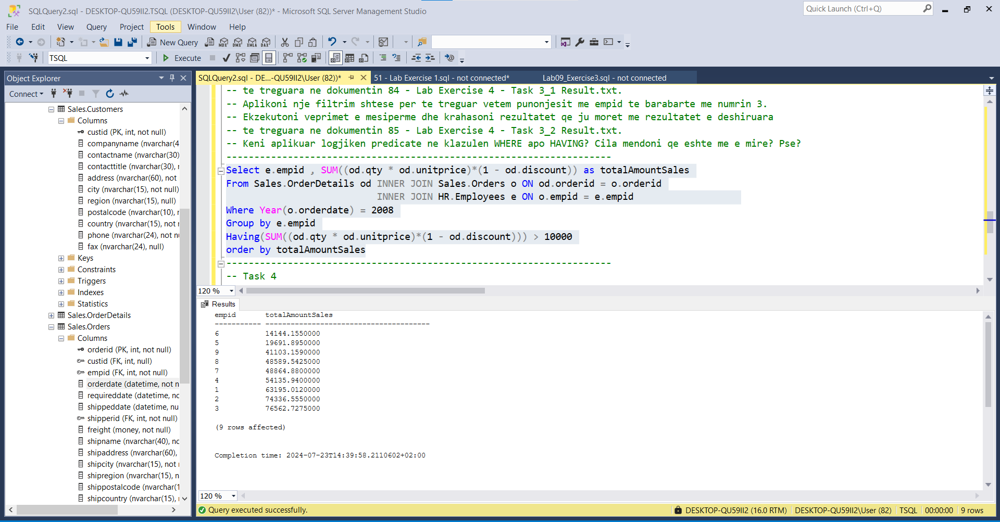 SQLQuery2.sql - DESKTOP-QU59II2.TSQL (DESKTOP-QU59II2\User (82))* - Microsoft SQL Server Management Studio
Quick Launch (Ctrl+Q)
File Edit View Query Project Tools Window Help
New Query MDX DMX XMLA DAX
TSQL Execute
Object Explorer
Connect
Sales.Customers
Columns
custid (PK, int, not null)
companyname (nvarchar(4
contactname (nvarchar(30)
contacttitle (nvarchar(30), r
address (nvarchar(60), not
city (nvarchar(15), not null)
region (nvarchar(15), null)
postalcode (nvarchar(10), r
country (nvarchar(15), not r
phone (nvarchar(24), not nu
fax (nvarchar(24), null)
Keys
Constraints
Triggers
Indexes
Statistics
Sales.OrderDetails
Sales.Orders
Columns
orderid (PK, int, not null)
custid (FK, int, null)
empid (FK, int, not null)
orderdate (datetime, not n
requireddate (datetime, nc
shippeddate (datetime, nu
shipperid (FK, int, not null)
freight (money, not null)
shipname (nvarchar(40), nc
shipaddress (nvarchar(60),
shipcity (nvarchar(15), not r
shipregion (nvarchar(15), n
shippostalcode (nvarchar(1
shipcountry (nvarchar(15),
SQLQuery2.sql - DE...-QU59II2\User (82))* 51 - Lab Exercise 1.sql - not connected* Lab09_Exercise3.sql - not connected
-- te treguara ne dokumentin 84 - Lab Exercise 4 - Task 3_1 Result.txt.
-- Aplikoni nje filtrim shtese per te treguar vetem punonjesit me empid te barabarte me numrin 3.
-- Ekzekutoni veprimet e mesiperme dhe krahasoni rezultatet qe ju moret me rezultatet e deshiruara
-- te treguara ne dokumentin 85 - Lab Exercise 4 - Task 3_2 Result.txt.
-- Keni aplikuar logjiken predicate ne klazulen WHERE apo HAVING? Cila mendoni qe eshte me e mire? Pse?
---------------------------------------------------------------------
Select e.empid , SUM((od.qty * od.unitprice)*(1 - od.discount)) as totalAmountSales
From Sales.OrderDetails od INNER JOIN Sales.Orders o ON od.orderid = o.orderid
INNER JOIN HR.Employees e ON o.empid = e.empid
Where Year(o.orderdate) = 2008
Group by e.empid
Having(SUM((od.qty * od.unitprice)*(1 - od.discount))) > 10000
order by totalAmountSales
---------------------------------------------------------------------
-- Task 4
120 %
Results
empid totalAmountSales
----------- ---------------------------------------
6 14144.1550000
5 19691.8950000
9 41103.1590000
8 48589.5425000
7 48864.8800000
4 54135.9400000
1 63195.0120000
2 74336.5550000
3 76562.7275000
(9 rows affected)
Completion time: 2024-07-23T14:39:58.2110602+02:00
120 %
Query executed successfully. DESKTOP-QU59II2 (16.0 RTM) DESKTOP-QU59II2\User (82) TSQL 00:00:00 9 rows